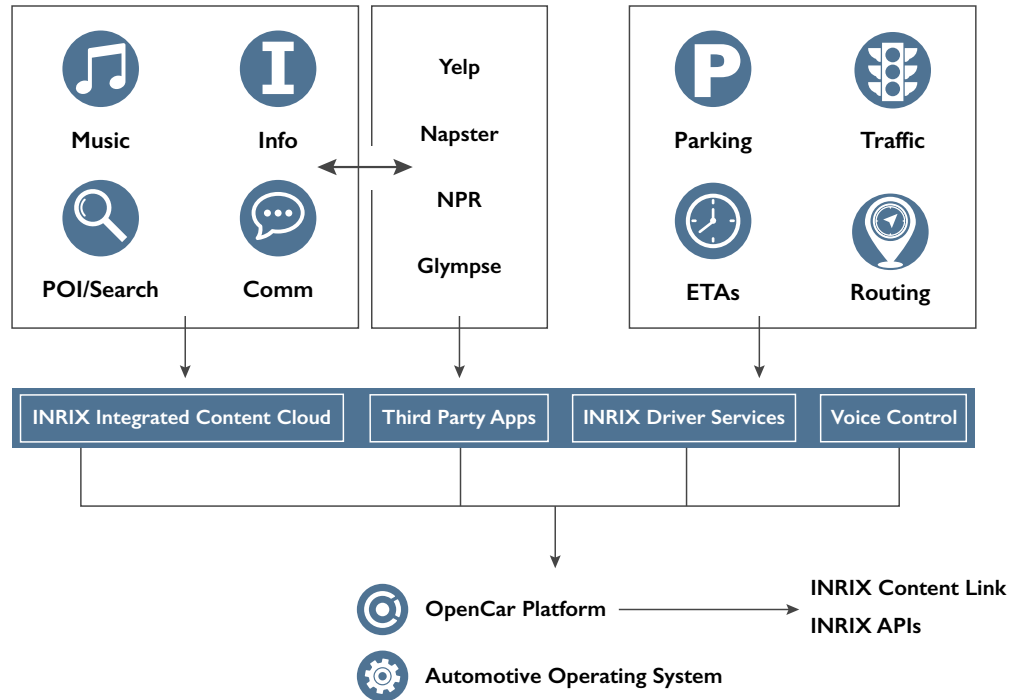 Music
Info
POI/Search
Comm
Yelp
Napster
NPR
Glympse
P
Parking
Traffic
ETAs
Routing
INRIX Integrated Content Cloud
Third Party Apps
INRIX Driver Services
Voice Control
OpenCar Platform
INRIX Content Link
INRIX APIs
Automotive Operating System